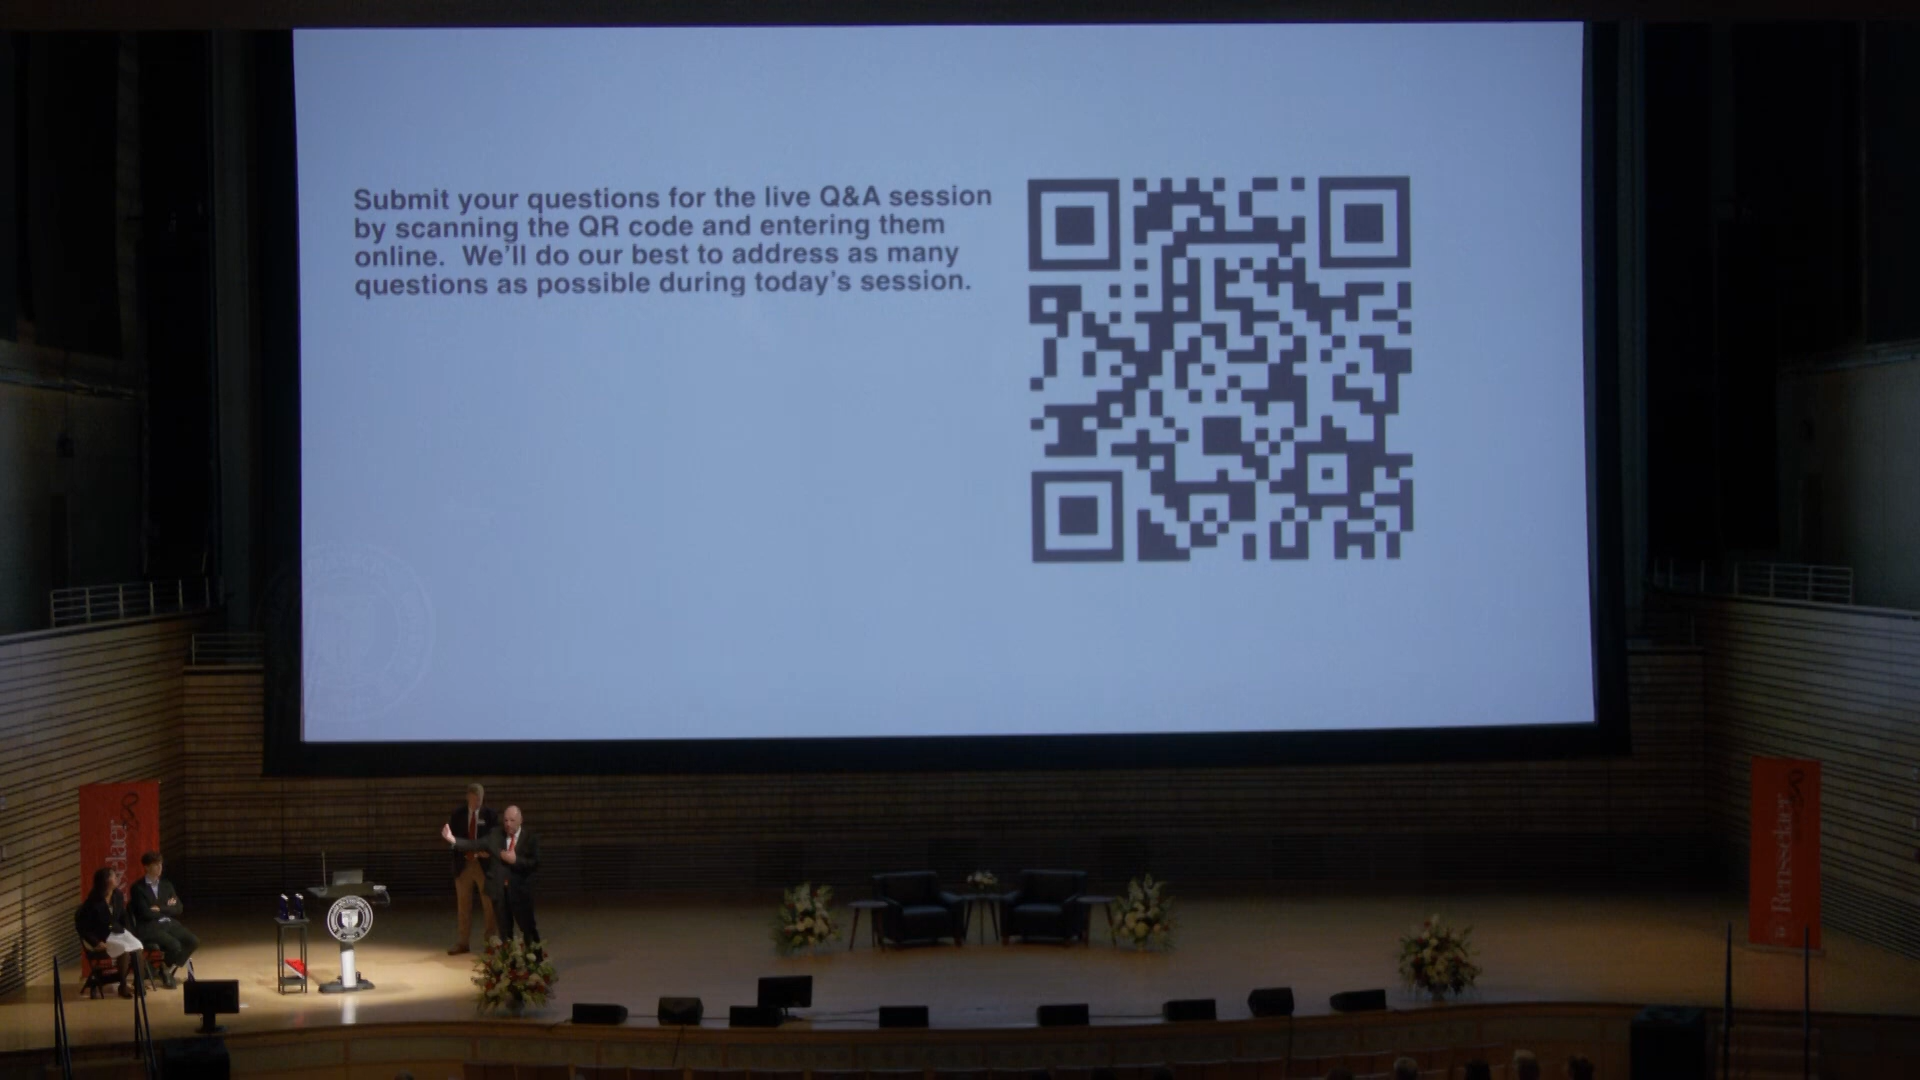 Submit your questions for the live Q&A session
by scanning the QR code and entering them
online.  We'll do our best to address as many
questions as possible during today's session.
Rensselaer